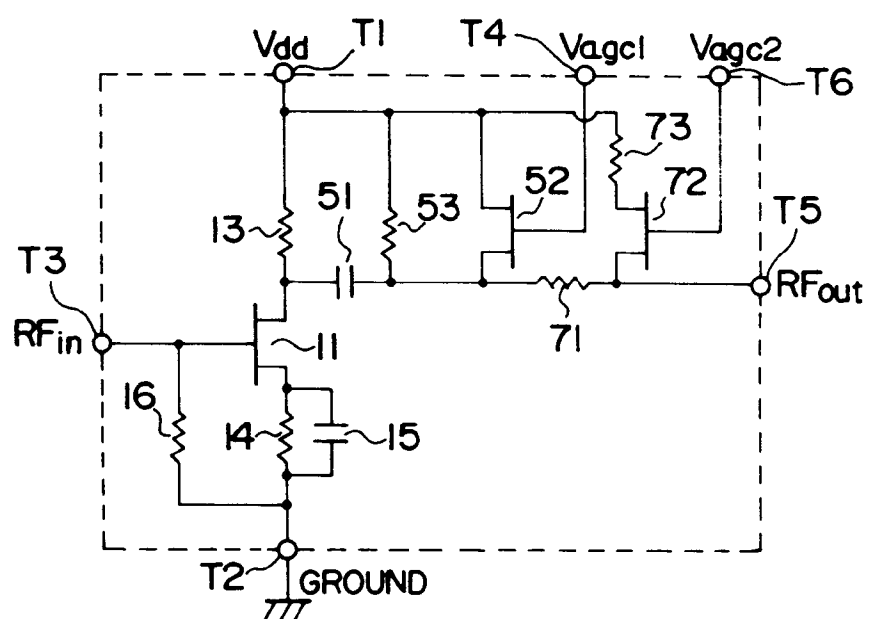 Vdd T1 T4 Vagc1 Vagc2 T6
73
51 53 52 72
13 T5
T3
RFin 11 71 RFout
16 14 15
T2 GROUND